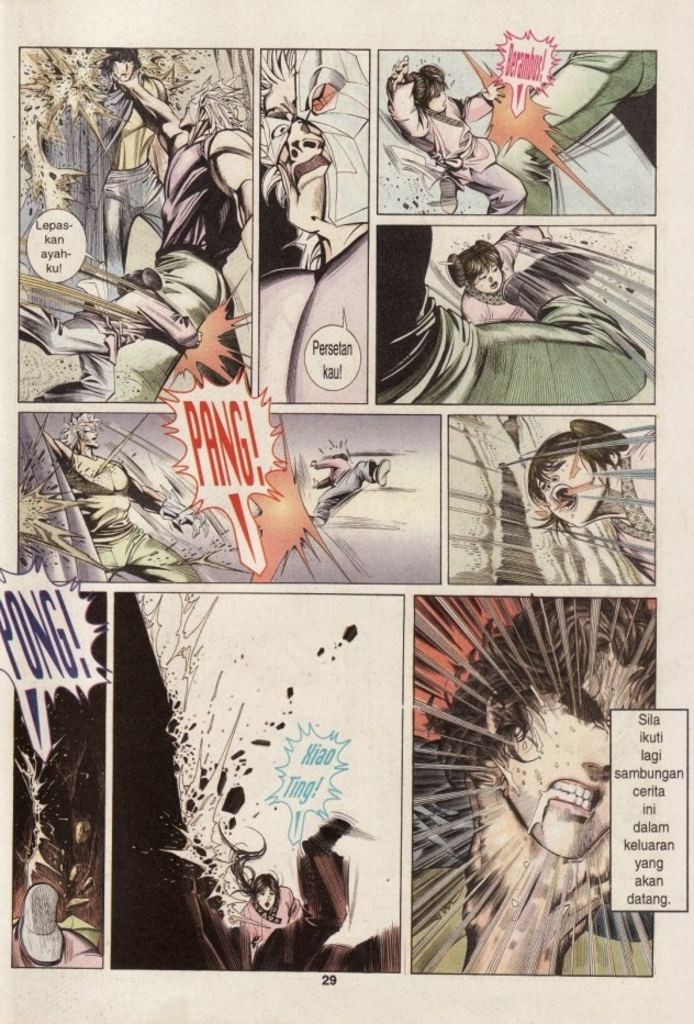 Lepas-
kan
ayah-
ku!
Persetan
kau!
Berambus!
PANG!
PONG!
Xiao
Ting!
Sila
ikuti
lagi
sambungan
cerita
ini
dalam
keluaran
yang
akan
datang.
29